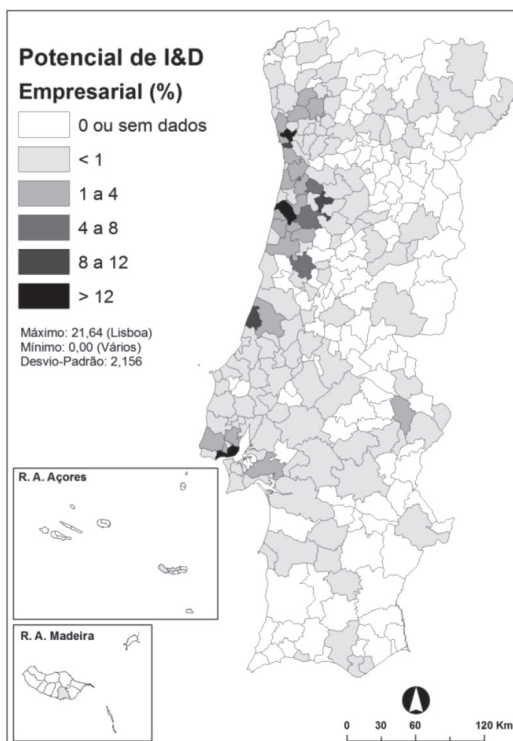 Potencial de I&D
Empresarial (%)
0 ou sem dados
< 1
1 a 4
4 a 8
8 a 12
> 12
Máximo: 21,64 (Lisboa)
Mínimo: 0,00 (Vários)
Desvio-Padrão: 2,156
R. A. Açores
R. A. Madeira
0 30 60 120 Km